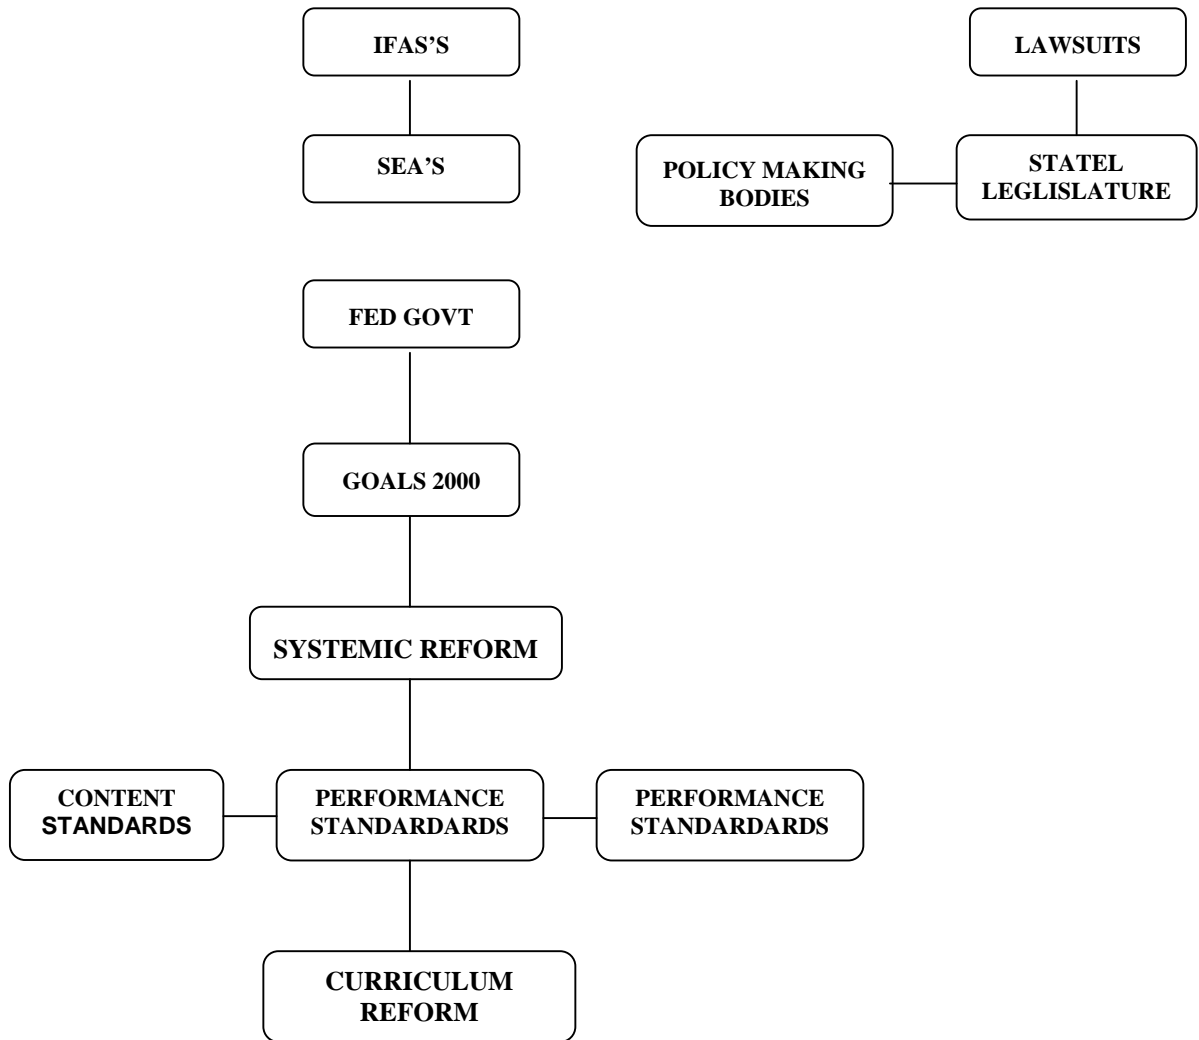 IFAS'S
LAWSUITS
SEA'S
POLICY MAKING
BODIES
STATEL
LEGLISLATURE
FED GOVT
GOALS 2000
SYSTEMIC REFORM
CONTENT
STANDARDS
PERFORMANCE
STANDARDARDS
PERFORMANCE
STANDARDARDS
CURRICULUM
REFORM